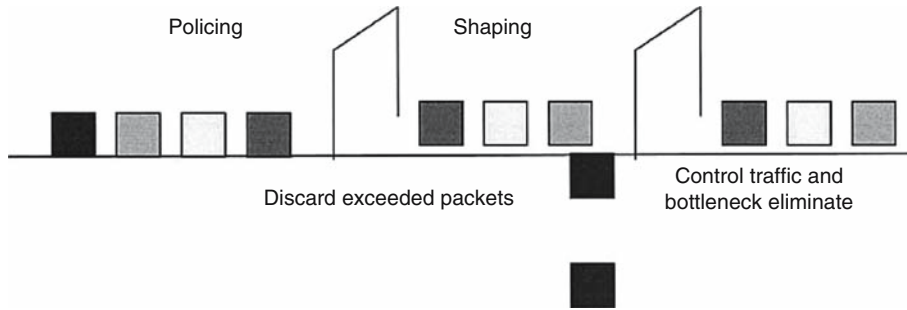 Policing
Shaping
Discard exceeded packets
Control traffic and
bottleneck eliminate